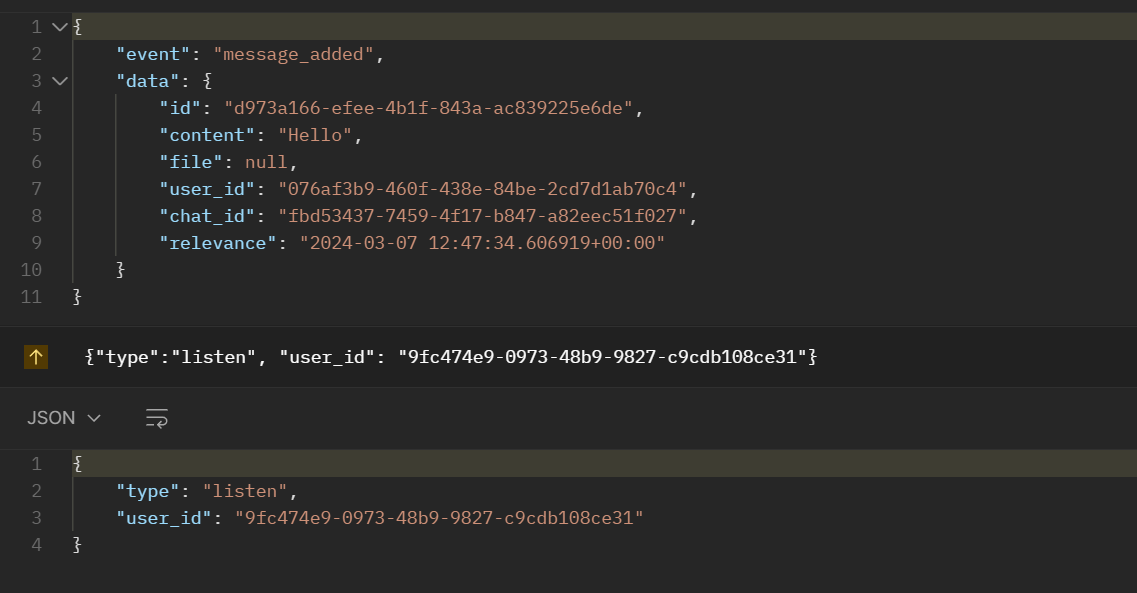 1 {
2 "event": "message_added",
3 "data": {
4 "id": "d973a166-efee-4b1f-843a-ac839225e6de",
5 "content": "Hello",
6 "file": null,
7 "user_id": "076af3b9-460f-438e-84be-2cd7d1ab70c4",
8 "chat_id": "fbd53437-7459-4f17-b847-a82eec51f027",
9 "relevance": "2024-03-07 12:47:34.606919+00:00"
10 }
11 }
{"type":"listen", "user_id": "9fc474e9-0973-48b9-9827-c9cdb108ce31"}
JSON
1 {
2 "type": "listen",
3 "user_id": "9fc474e9-0973-48b9-9827-c9cdb108ce31"
4 }